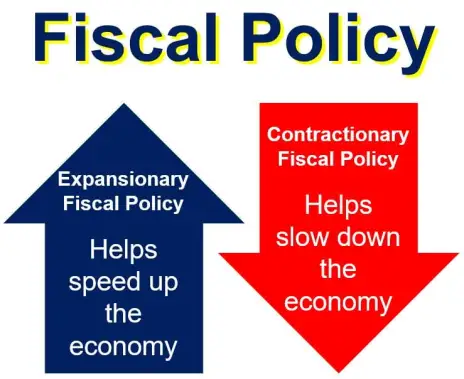 Fiscal Policy
Expansionary
Fiscal Policy
Helps
speed up
the
economy
Contractionary
Fiscal Policy
Helps
slow down
the
economy